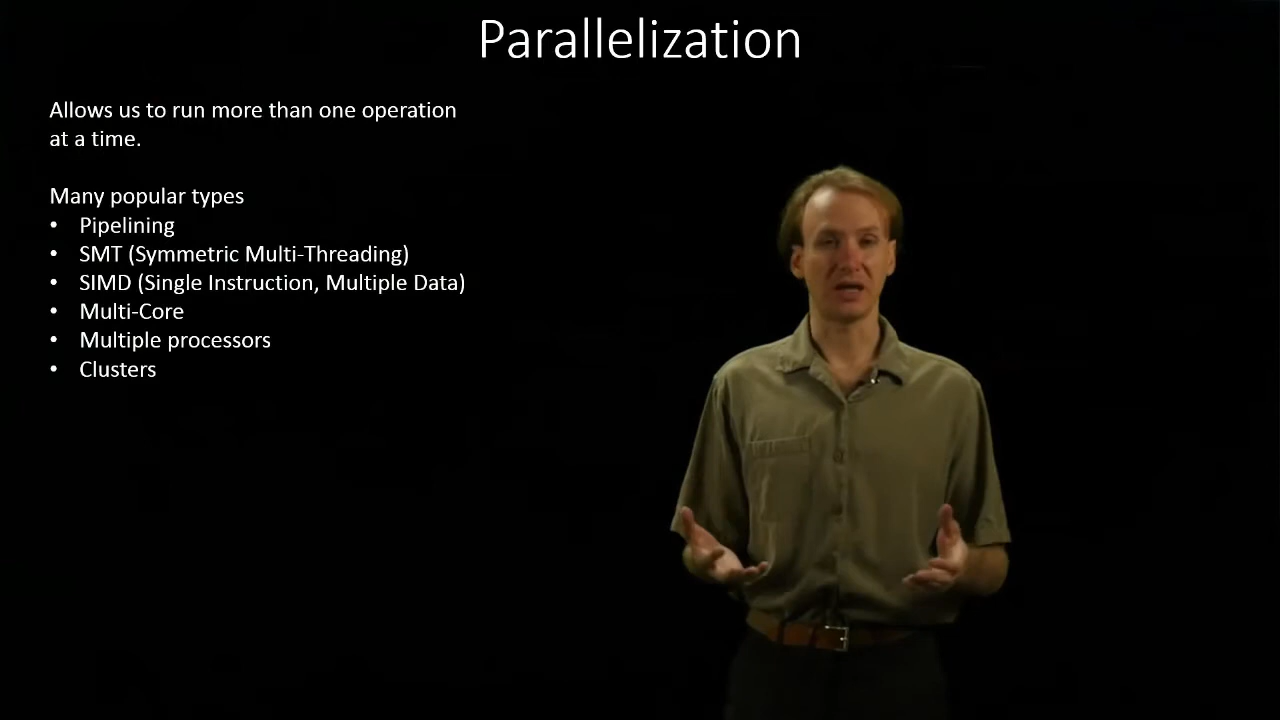 Parallelization
Allows us to run more than one operation
at a time.
Many popular types
• Pipelining
• SMT (Symmetric Multi-Threading)
• SIMD (Single Instruction, Multiple Data)
• Multi-Core
• Multiple processors
• Clusters